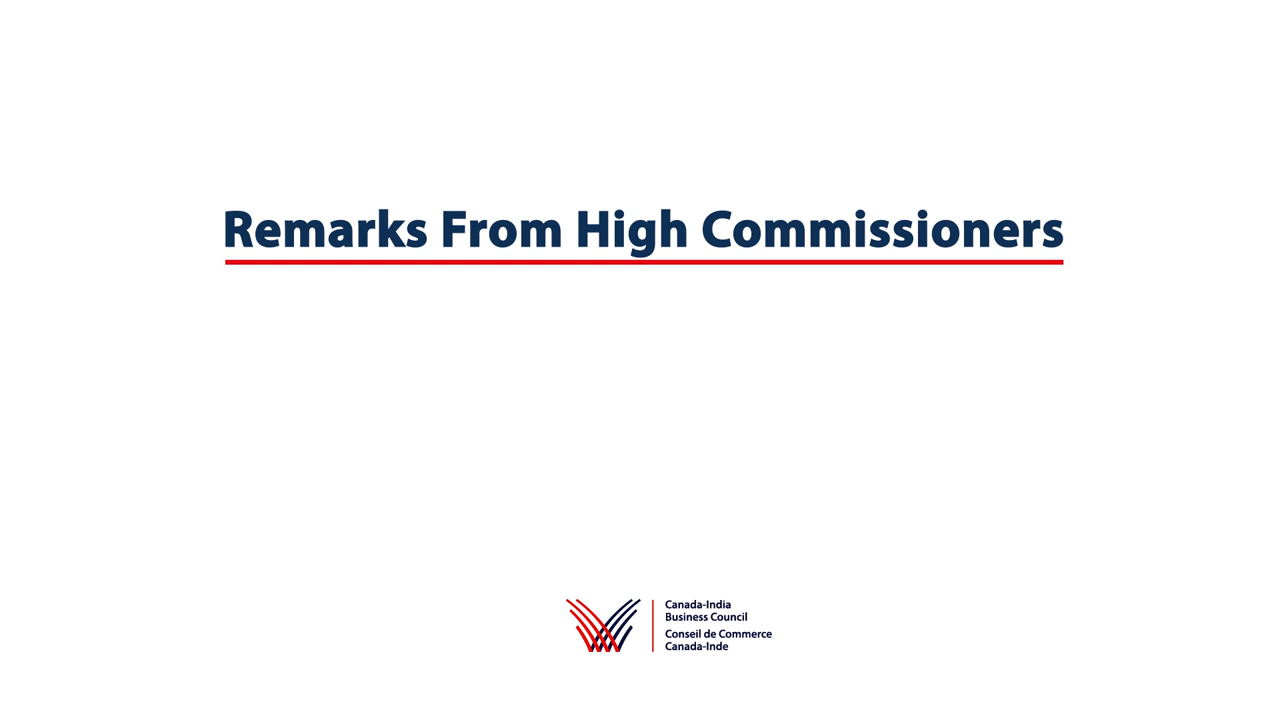 Remarks From High Commissioners
Canada-India
Business Council
Conseil de Commerce
Canada-Inde